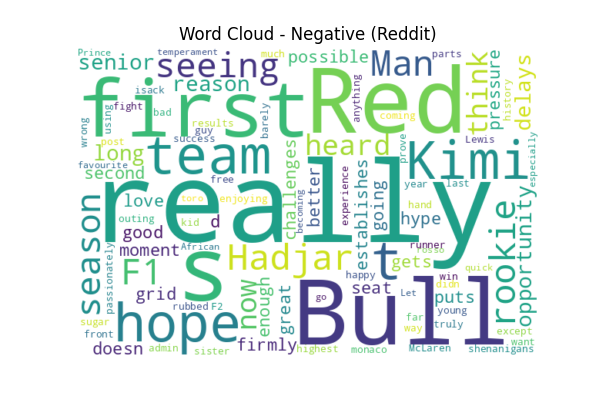 Word Cloud - Negative (Reddit)
Prince temperament much possible Man parts
senior seeing think pressure delays
isack reason anything coming
fight bad first Red history
wrong using results Lewis
post guy barely heard prove
long success team Kimi especially
second free challenges better experience going year last
love toro enjoying establishes hype hand
season outing kid d really rookie opportunity
passionately good African becoming runner rosso
moment s Hadjar happy t gets win quick
F1 now great seat puts didn
grid rubbed F2 enough go Let young
sugar hope Bull far truly want
front doesn admin firmly way except
sister highest monaco McLaren shenanigans
favourite